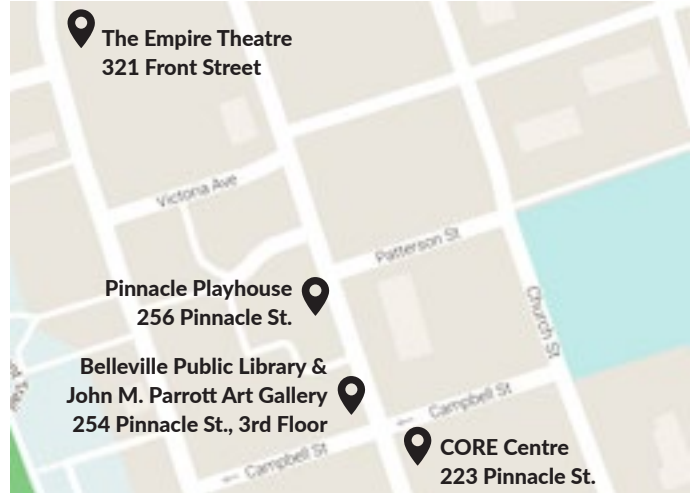 The Empire Theatre
321 Front Street
Victoria Ave
Patterson St
Pinnacle Playhouse
256 Pinnacle St.
Church St
Belleville Public Library &
John M. Parrott Art Gallery
254 Pinnacle St., 3rd Floor
← Campbell St
CORE Centre
223 Pinnacle St.
← Campbell St